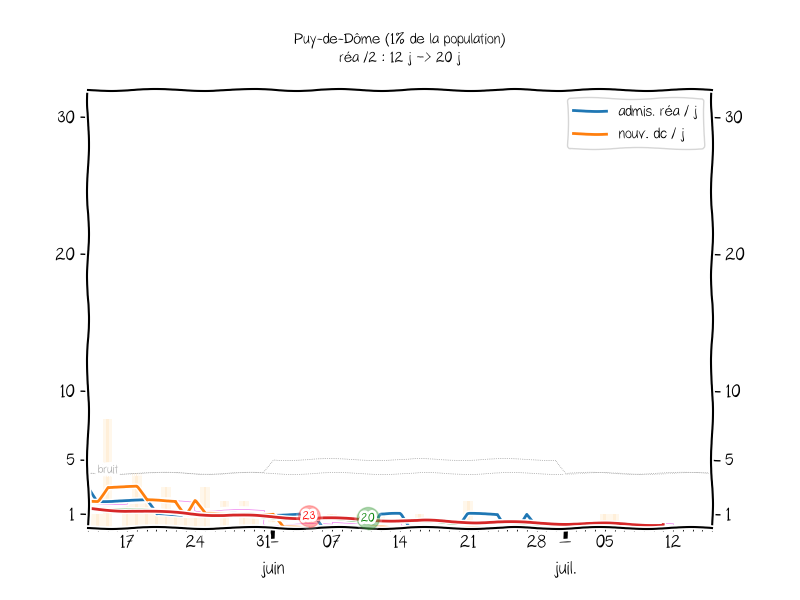 Puy-de-Dôme (1% de la population)
réa /2 : 12 j -> 20 j
admis. réa / j
nouv. dc / j
30 30
20 20
10 10
5 5
bruit
1 1
23 20
17 24 31 07 14 21 28 05 12
juin juil.